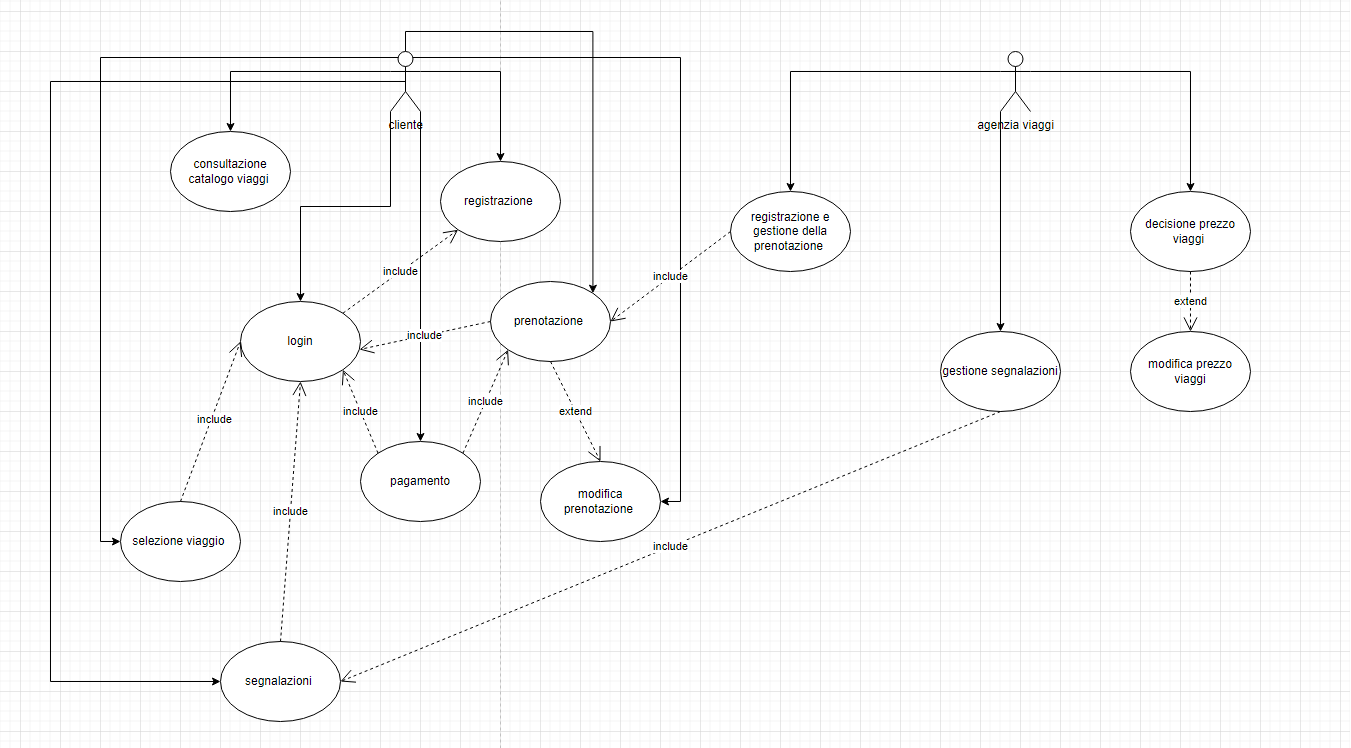 cliente
agenzia viaggi
consultazione
catalogo viaggi
registrazione
registrazione e
gestione della
prenotazione
decisione prezzo
viaggi
include
include
extend
prenotazione
include
login
gestione segnalazioni
modifica prezzo
viaggi
include
include
include
extend
pagamento
modifica
prenotazione
include
selezione viaggio
include
segnalazioni